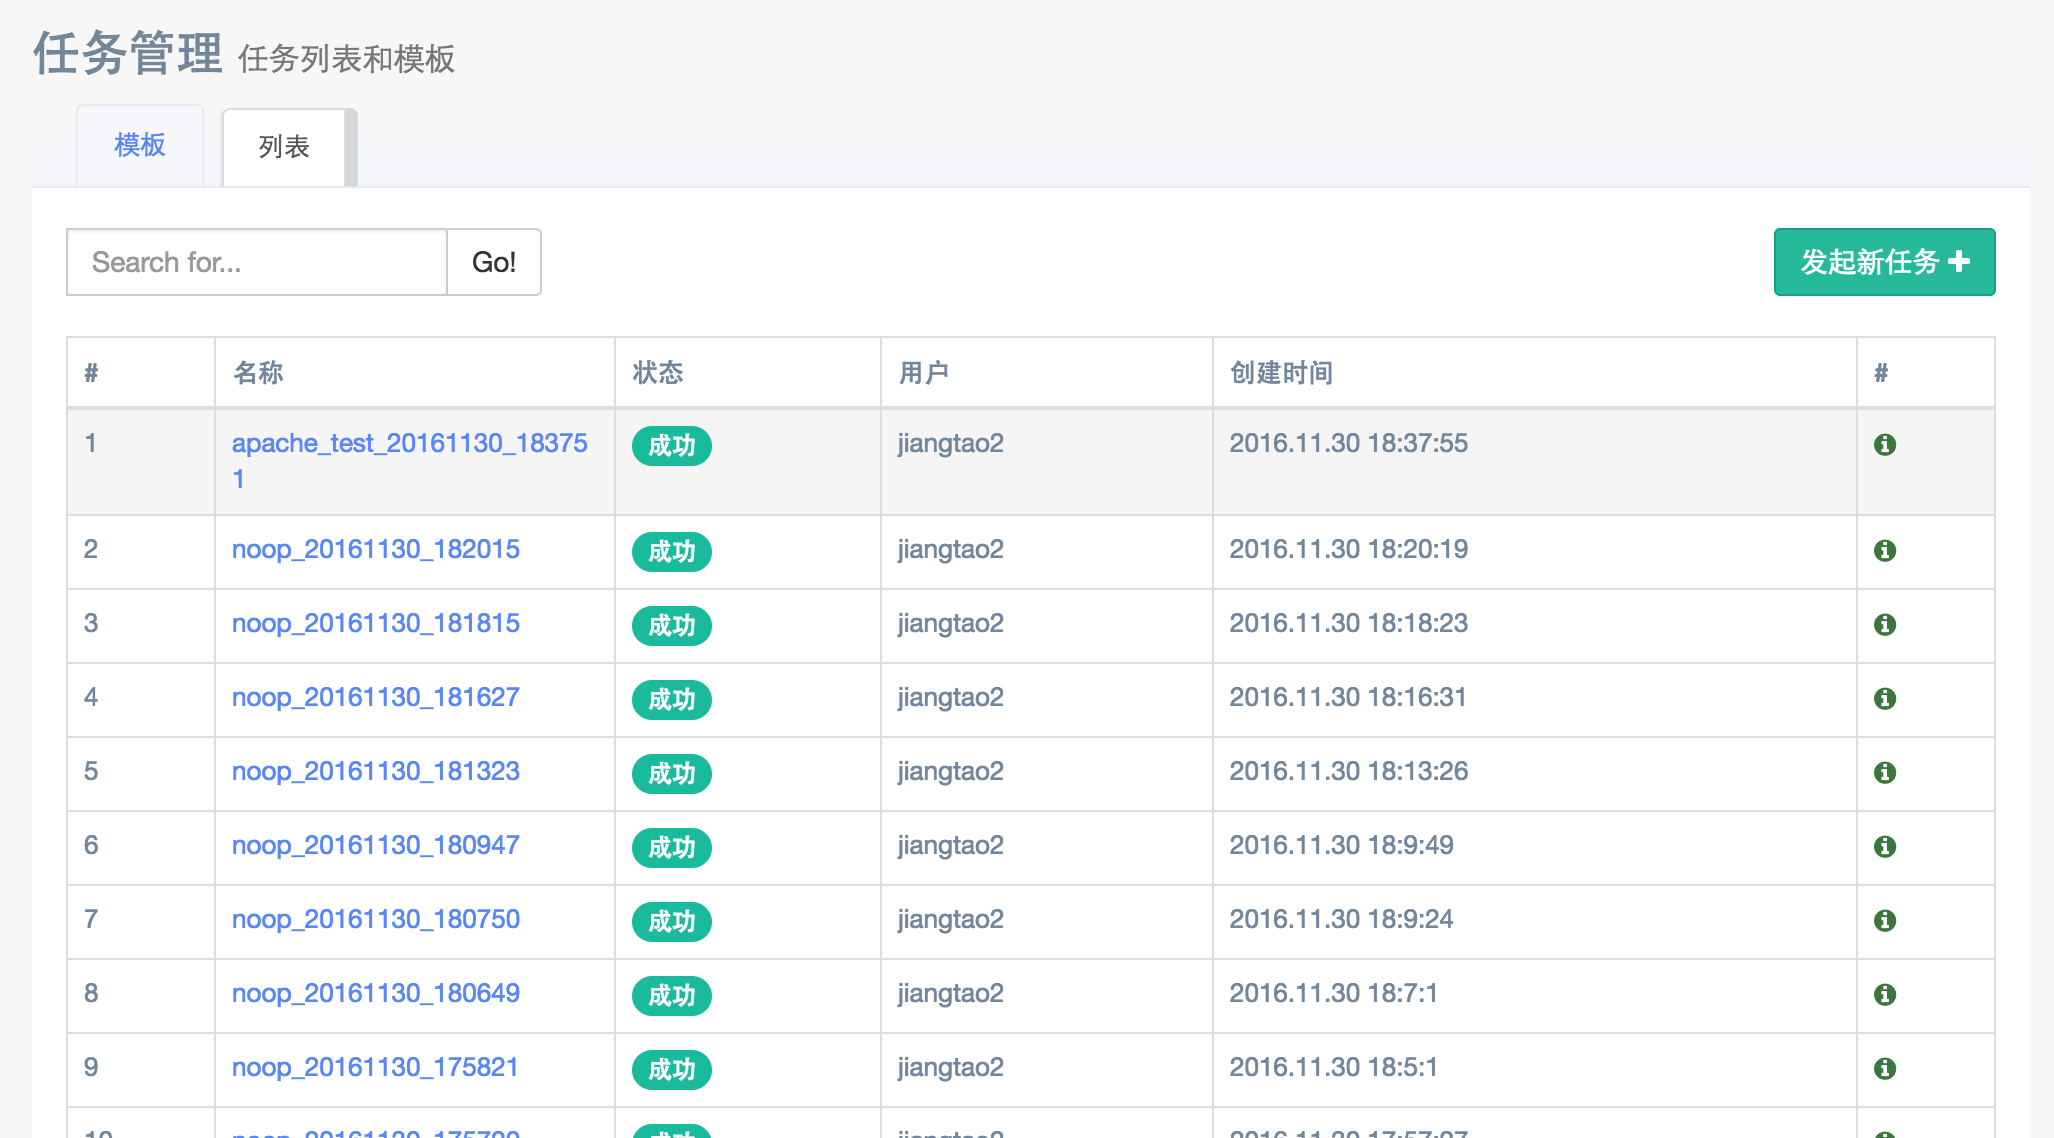 任务管理 任务列表和模板
模板 列表
Search for... Go! 发起新任务
# 名称 状态 用户 创建时间 #
1 apache_test_20161130_18375 成功 jiangtao2 2016.11.30 18:37:55
1
2 noop_20161130_182015 成功 jiangtao2 2016.11.30 18:20:19
3 noop_20161130_181815 成功 jiangtao2 2016.11.30 18:18:23
4 noop_20161130_181627 成功 jiangtao2 2016.11.30 18:16:31
5 noop_20161130_181323 成功 jiangtao2 2016.11.30 18:13:26
6 noop_20161130_180947 成功 jiangtao2 2016.11.30 18:9:49
7 noop_20161130_180750 成功 jiangtao2 2016.11.30 18:9:24
8 noop_20161130_180649 成功 jiangtao2 2016.11.30 18:7:1
9 noop_20161130_175821 成功 jiangtao2 2016.11.30 18:5:1
10 成功 jiangtao2